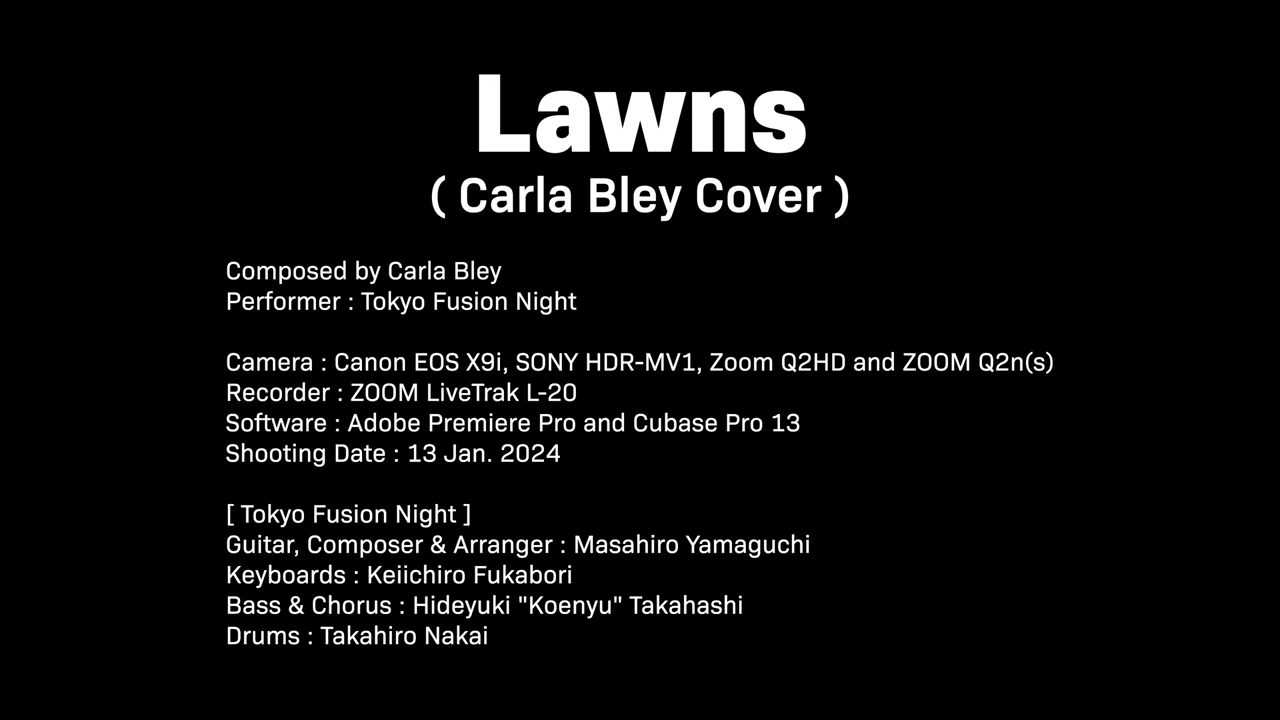 Lawns
( Carla Bley Cover )
Composed by Carla Bley
Performer : Tokyo Fusion Night
Camera : Canon EOS X9i, SONY HDR-MV1, Zoom Q2HD and ZOOM Q2n(s)
Recorder : ZOOM LiveTrak L-20
Software : Adobe Premiere Pro and Cubase Pro 13
Shooting Date : 13 Jan. 2024
[ Tokyo Fusion Night ]
Guitar, Composer & Arranger : Masahiro Yamaguchi
Keyboards : Keiichiro Fukabori
Bass & Chorus : Hideyuki "Koenyu" Takahashi
Drums : Takahiro Nakai